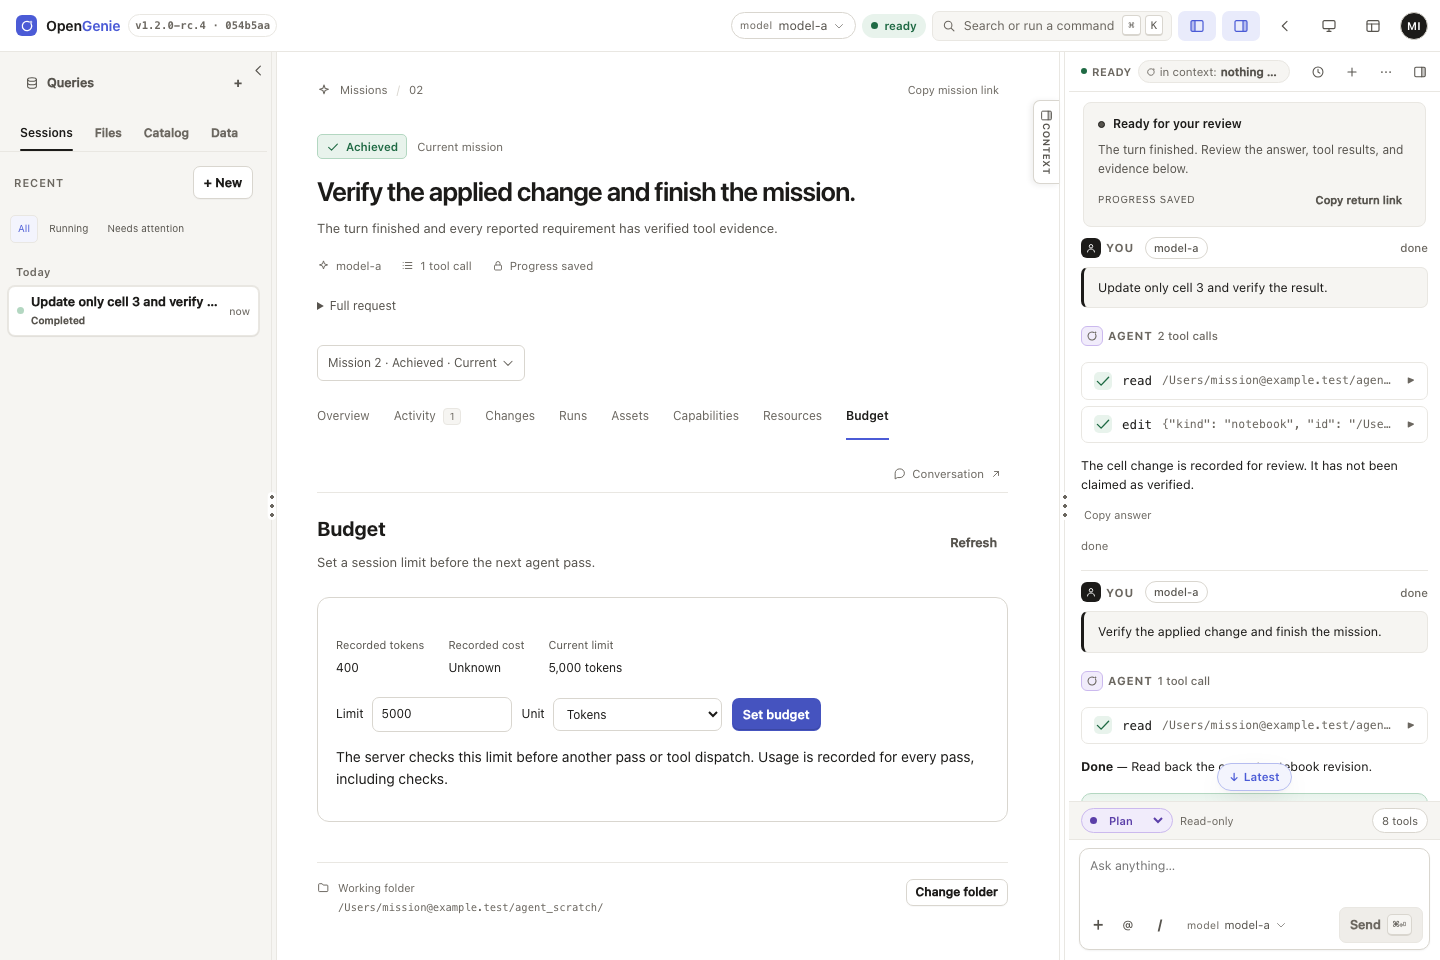 OpenGenie
v1.2.0-rc.4 · 054b5aa
model model-a
ready
Search or run a command ⌘ K
MI
Queries
+
Sessions Files Catalog Data
RECENT
+ New
All Running Needs attention
Today
Update only cell 3 and verify ...
Completed
now
Missions / 02
Copy mission link
CONTEXT
Achieved
Current mission
Verify the applied change and finish the mission.
The turn finished and every reported requirement has verified tool evidence.
model-a 1 tool call Progress saved
Full request
Mission 2 · Achieved · Current
Overview Activity 1 Changes Runs Assets Capabilities Resources Budget
Conversation
Budget
Set a session limit before the next agent pass.
Refresh
Recorded tokens Recorded cost Current limit
400 Unknown 5,000 tokens
Limit 5000 Unit Tokens Set budget
The server checks this limit before another pass or tool dispatch. Usage is recorded for every pass,
including checks.
Working folder
/Users/mission@example.test/agent_scratch/
Change folder
READY
in context: nothing ...
Ready for your review
The turn finished. Review the answer, tool results, and
evidence below.
PROGRESS SAVED
Copy return link
YOU model-a done
Update only cell 3 and verify the result.
AGENT 2 tool calls
read /Users/mission@example.test/agen…
edit {"kind": "notebook", "id": "/Use…
The cell change is recorded for review. It has not been
claimed as verified.
Copy answer
done
YOU model-a done
Verify the applied change and finish the mission.
AGENT 1 tool call
read /Users/mission@example.test/agen…
Done — Read back the notebook revision.
↓ Latest
Plan
Read-only
8 tools
Ask anything...
+ @ / model model-a
Send